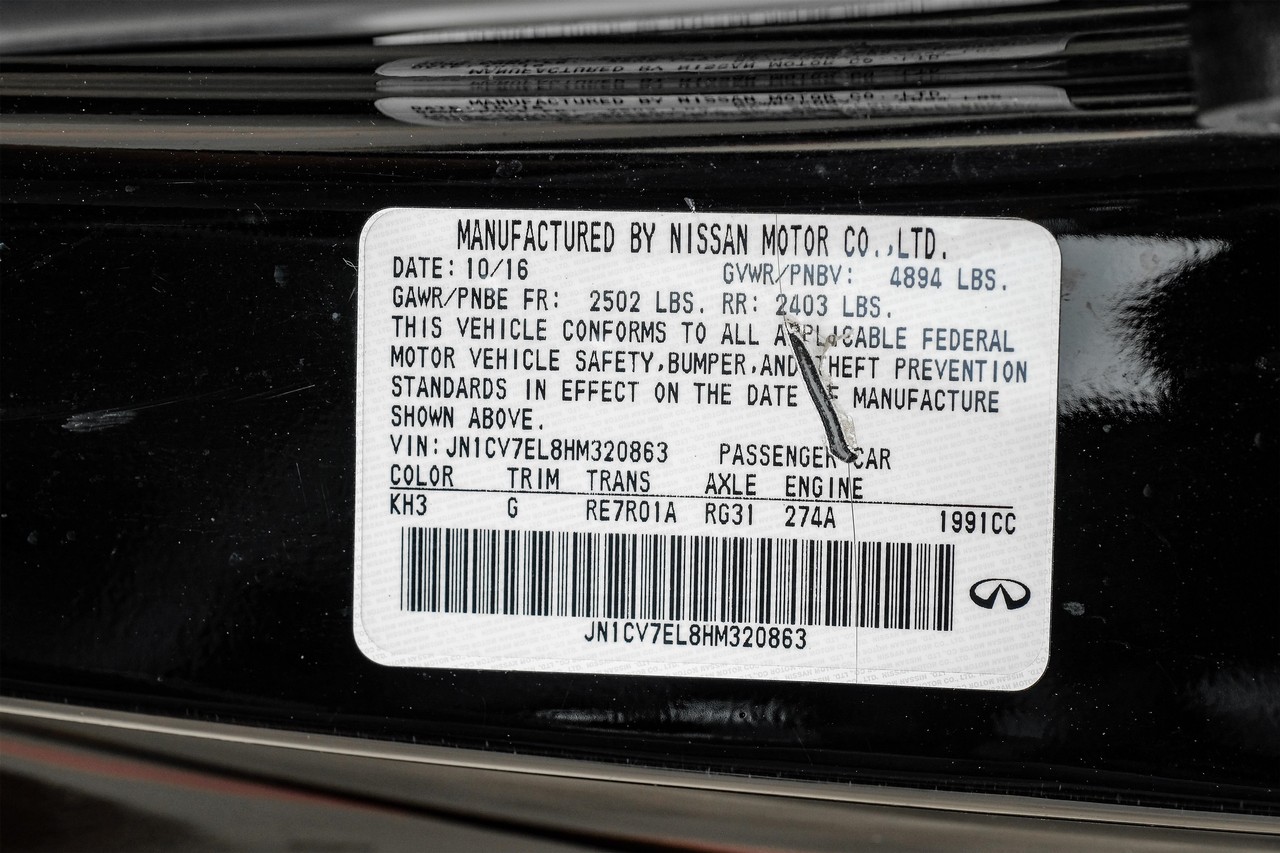 MANUFACTURED BY NISSAN MOTOR CO.,LTD.
DATE: 10/16 GVWR/PNBV: 4894 LBS.
GAWR/PNBE FR: 2502 LBS. RR: 2403 LBS.
THIS VEHICLE CONFORMS TO ALL APPLICABLE FEDERAL
MOTOR VEHICLE SAFETY,BUMPER,AND THEFT PREVENTION
STANDARDS IN EFFECT ON THE DATE MANUFACTURE
SHOWN ABOVE.
VIN: JN1CV7EL8HM320863 PASSENGER CAR
COLOR TRIM TRANS AXLE ENGINE
KH3 G RE7R01A RG31 274A 1991CC
JN1CV7EL8HM320863